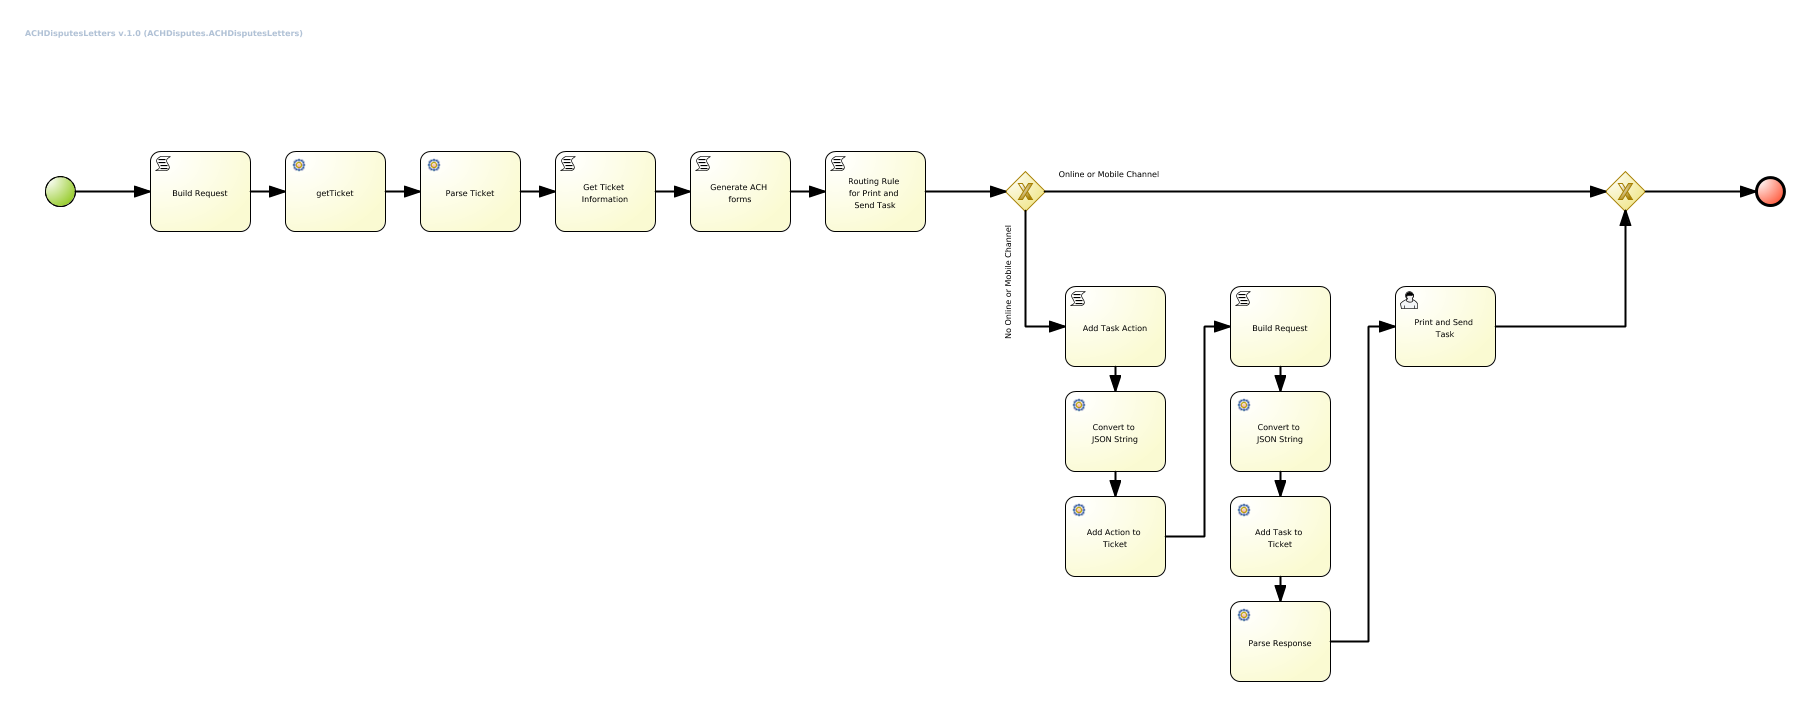 ACHDisputesLetters v.1.0 (ACHDisputes.ACHDisputesLetters)
Build Request
getTicket
Parse Ticket
Get Ticket
Information
Generate ACH
forms
Routing Rule
for Print and
Send Task
Online or Mobile Channel
No Online or Mobile Channel
Add Task Action
Convert to
JSON String
Add Action to
Ticket
Build Request
Convert to
JSON String
Add Task to
Ticket
Parse Response
Print and Send
Task